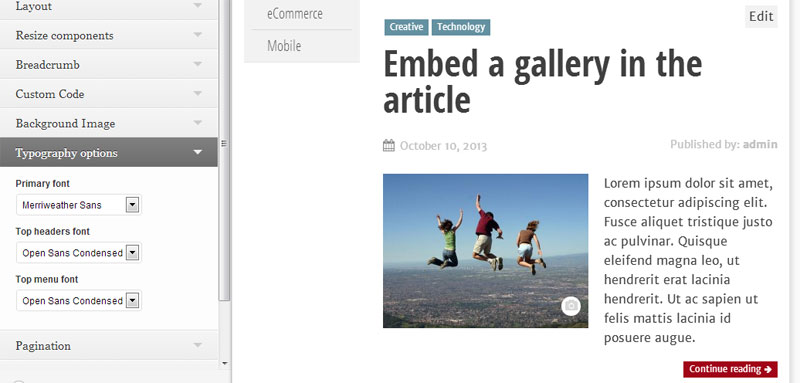 Layout
Resize components
Breadcrumb
Custom Code
Background Image
Typography options
Primary font
Merriweather Sans
Top headers font
Open Sans Condensed
Top menu font
Open Sans Condensed
Pagination
eCommerce
Mobile
Edit
Creative Technology
Embed a gallery in the
article
October 10, 2013
Published by: admin
Lorem ipsum dolor sit amet,
consectetur adipiscing elit.
Fusce aliquet tristique justo
ac pulvinar. Quisque
eleifend magna leo, ut
hendrerit erat lacinia
hendrerit. Ut ac sapien ut
felis mattis lacinia id
posuere augue.
Continue reading